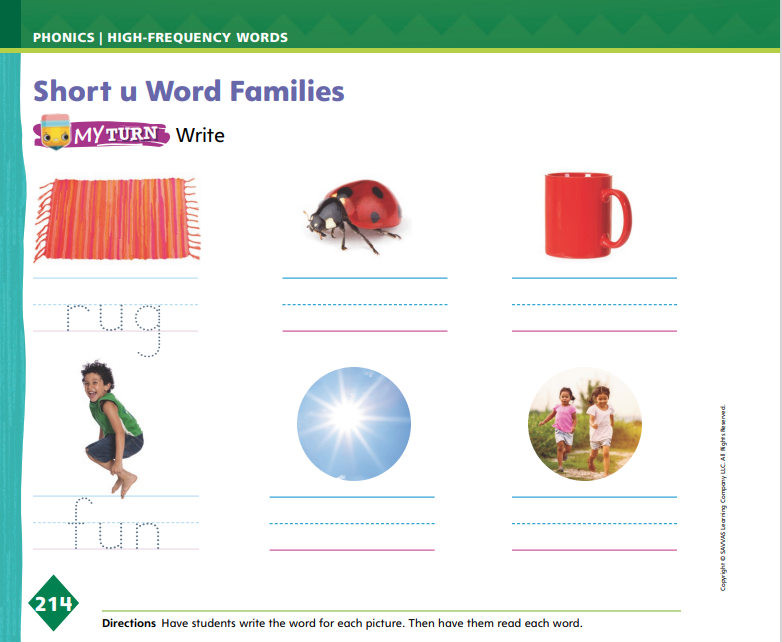 PHONICS | HIGH-FREQUENCY WORDS
Short u Word Families
MY TURN Write
rug
fun
Copyright © SAVVAS Learning Company LLC. All Rights Reserved.
214
Directions Have students write the word for each picture. Then have them read each word.